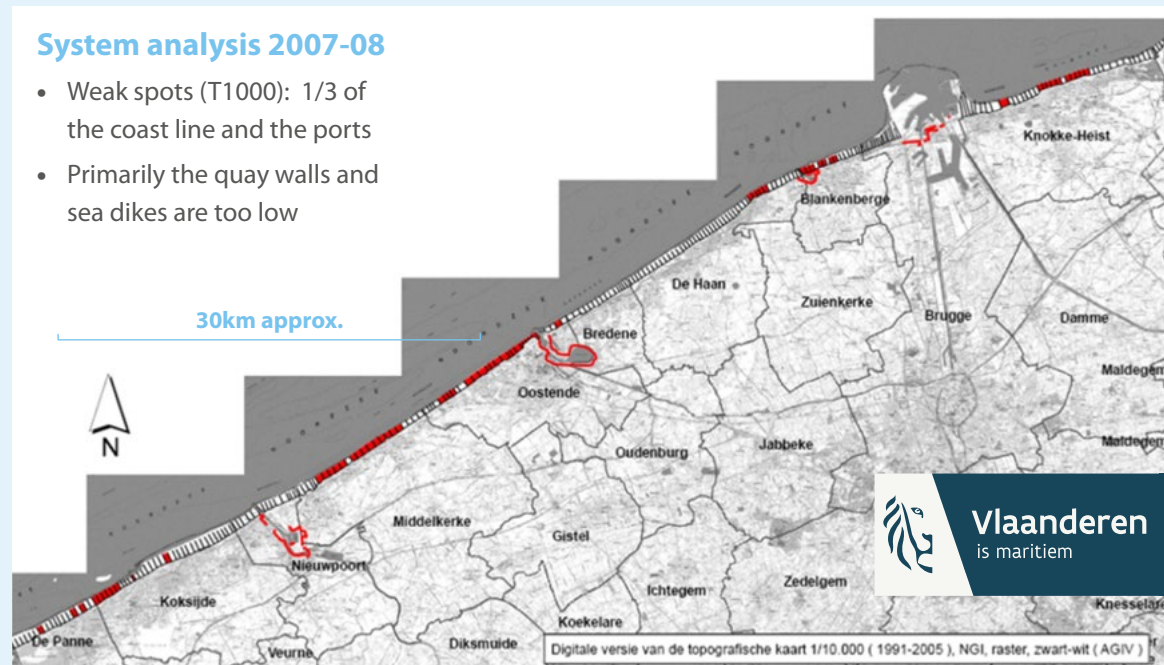 System analysis 2007-08
• Weak spots (T1000): 1/3 of
the coast line and the ports
• Primarily the quay walls and
sea dikes are too low
30km approx.
N
Knokke-Heist
Blankenberge
De Haan
Zuienkerke
Brugge
Damme
Bredene
Oostende
Maldegem
Oudenburg
Jabbeke
Maldegem
Middelkerke
Gistel
Nieuwpoort
Vlaanderen
is maritiem
Koksijde
Ichtegem
Zedelgem
Knesselare
Koekelare
De Panne
Veurne
Diksmuide
Digitale versie van de topografische kaart 1/10.000 ( 1991-2005 ), NGI, raster, zwart-wit ( AGIV )